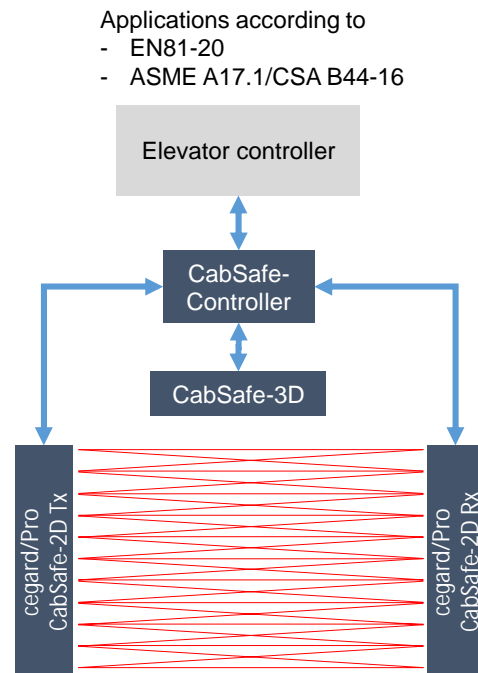 Applications according to
- EN81-20
- ASME A17.1/CSA B44-16
Elevator controller
CabSafe-
Controller
CabSafe-3D
cegard/Pro
CabSafe-2D Tx
cegard/Pro
CabSafe-2D Rx